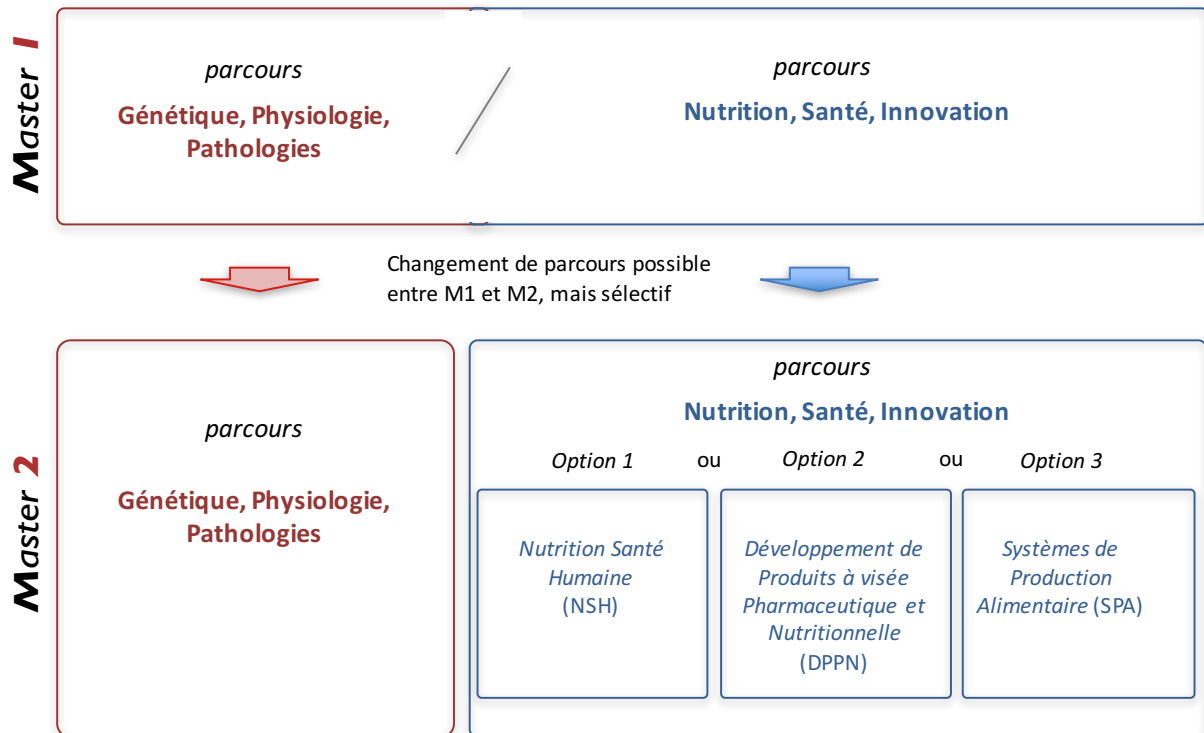 Master 1
parcours
Génétique, Physiologie,
Pathologies
parcours
Nutrition, Santé, Innovation
Changement de parcours possible
entre M1 et M2, mais sélectif
Master 2
parcours
Génétique, Physiologie,
Pathologies
parcours
Nutrition, Santé, Innovation
Option 1 ou Option 2 ou Option 3
Nutrition Santé
Humaine
(NSH)
Développement de
Produits à visée
Pharmaceutique et
Nutritionnelle
(DPPN)
Systèmes de
Production
Alimentaire (SPA)